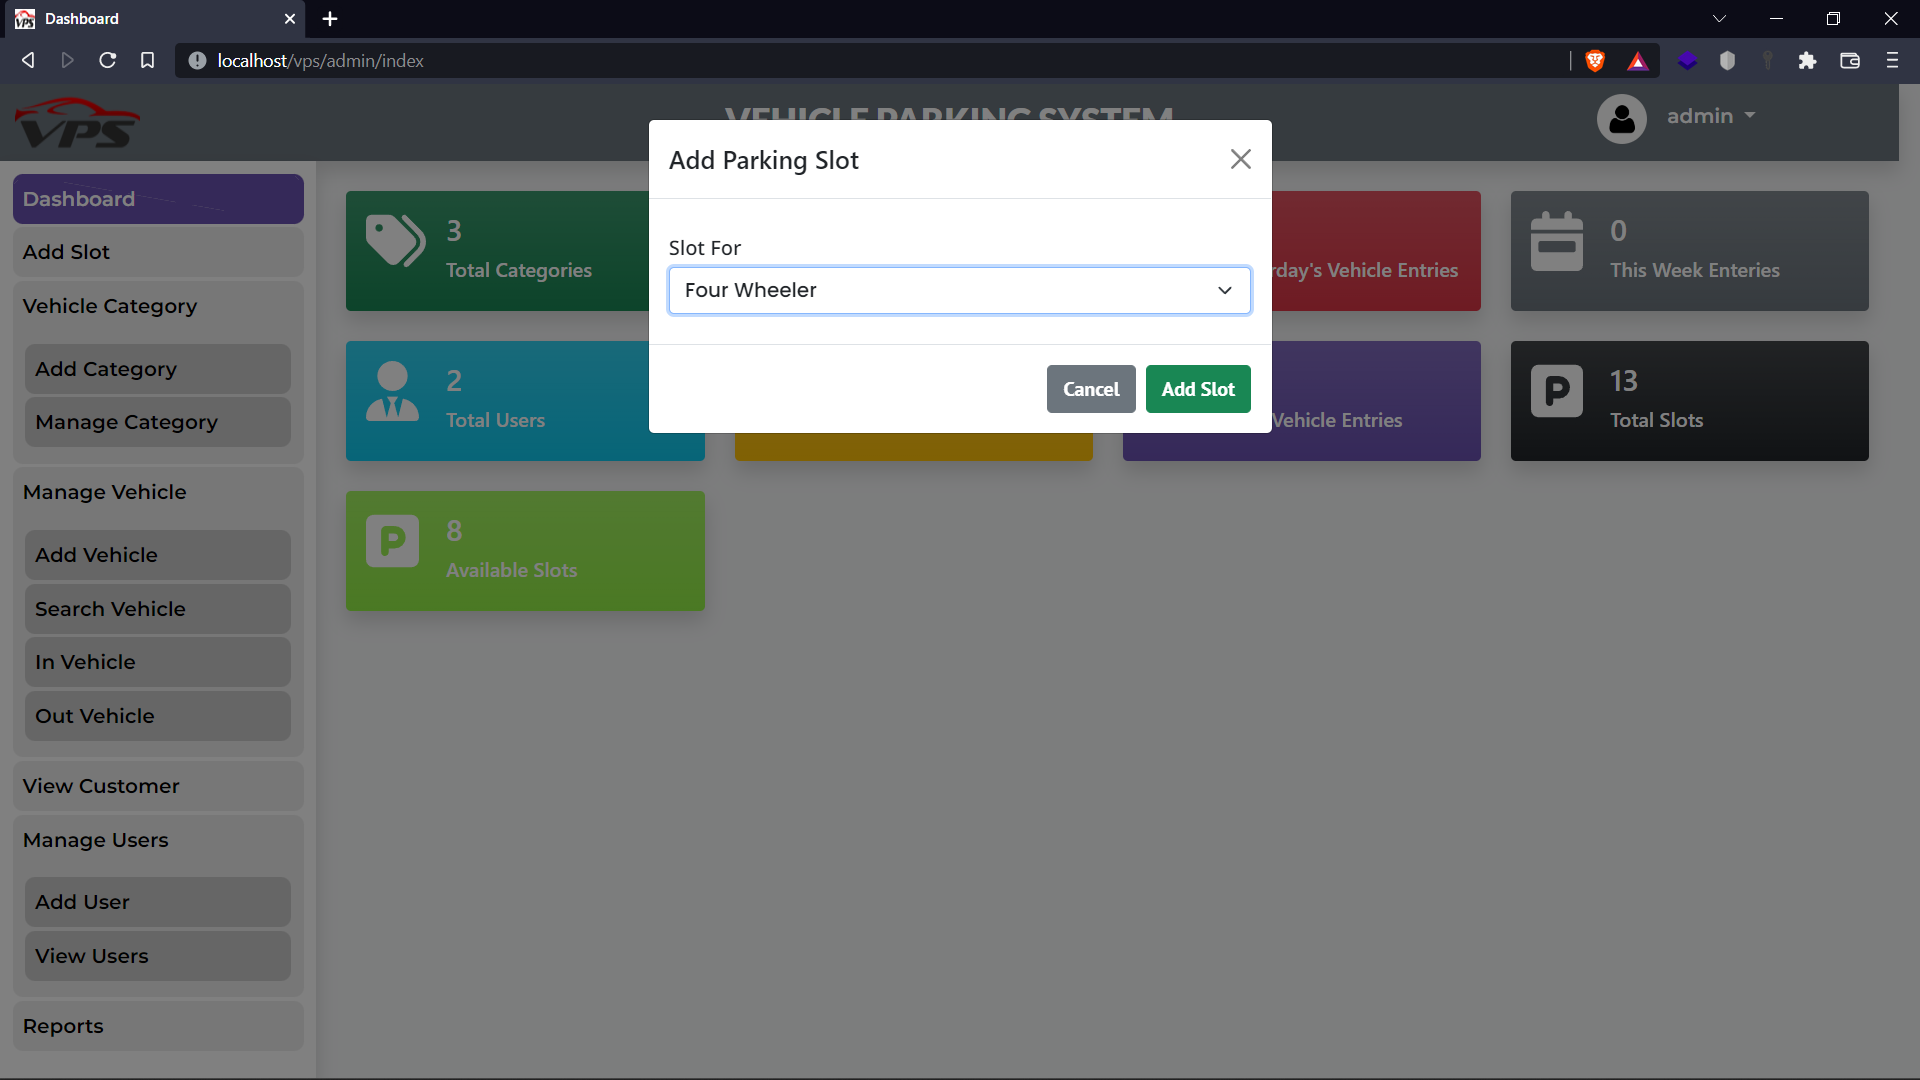 VPS Dashboard
localhost/vps/admin/index
VPS
VEHICLE PARKING SYSTEM
admin
Dashboard
Add Slot
Vehicle Category
Add Category
Manage Category
Manage Vehicle
Add Vehicle
Search Vehicle
In Vehicle
Out Vehicle
View Customer
Manage Users
Add User
View Users
Reports
Add Parking Slot
Slot For
Four Wheeler
Cancel
Add Slot
3
Total Categories
rday's Vehicle Entries
0
This Week Enteries
2
Total Users
Vehicle Entries
P
13
Total Slots
P
8
Available Slots